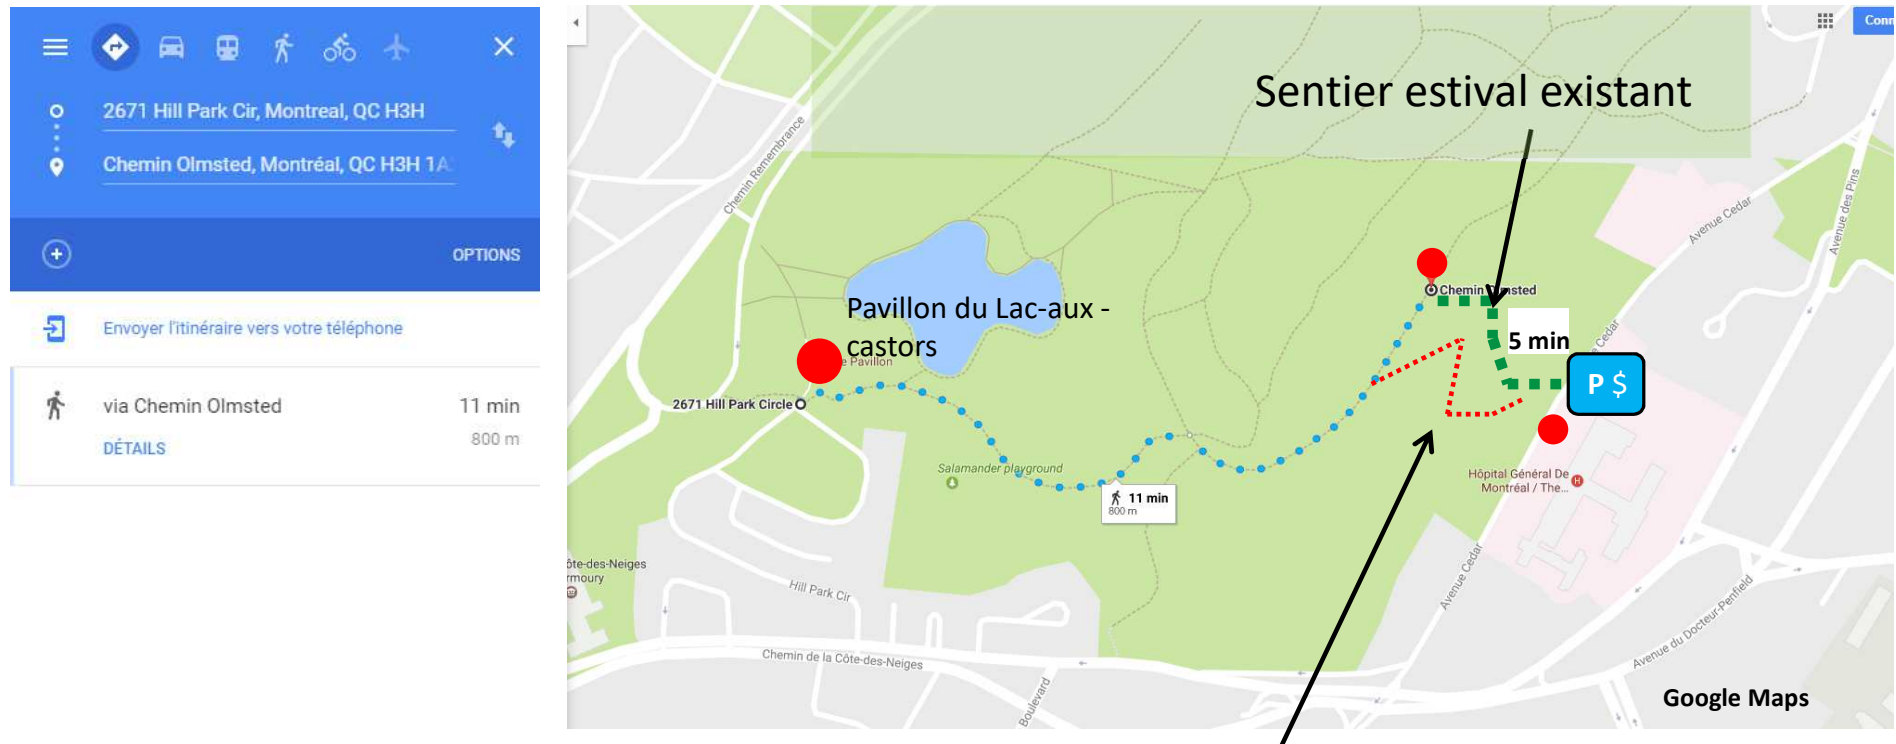 2671 Hill Park Cir, Montreal, QC H3H
Chemin Olmsted, Montréal, QC H3H 1A
OPTIONS
Envoyer l'itinéraire vers votre téléphone
via Chemin Olmsted
11 min
800 m
DÉTAILS
Sentier estival existant
Chemin Remembrance
Avenue Cedar
Avenue des Pins
Chemin Olmsted
Pavillon du Lac-aux -
castors
Pavillon
5 min
Cedar
P $
2671 Hill Park Circle
Salamander playground
11 min
800 m
Hôpital Général De
Montréal / The...
Avenue Cedar
ôte-des-Neiges
rmoury
Hill Park Cir
Chemin de la Côte-des-Neiges
Boulevard
Avenue du Docteur-Penfield
Google Maps
H